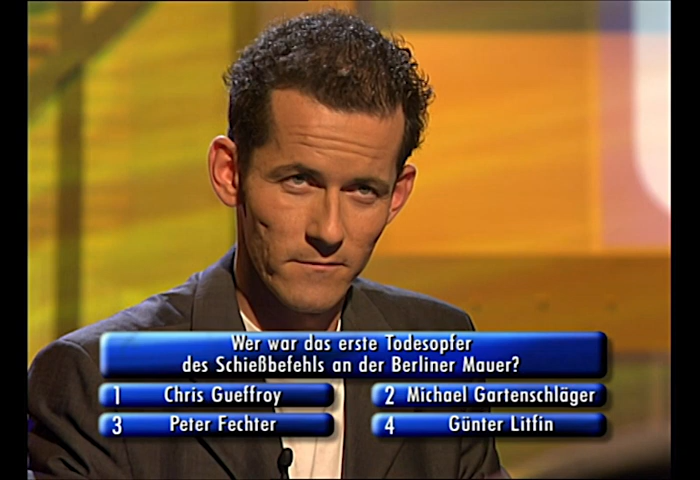 Wer war das erste Todesopfer
des Schießbefehls an der Berliner Mauer?
1 Chris Gueffroy
2 Michael Gartenschläger
3 Peter Fechter
4 Günter Litfin